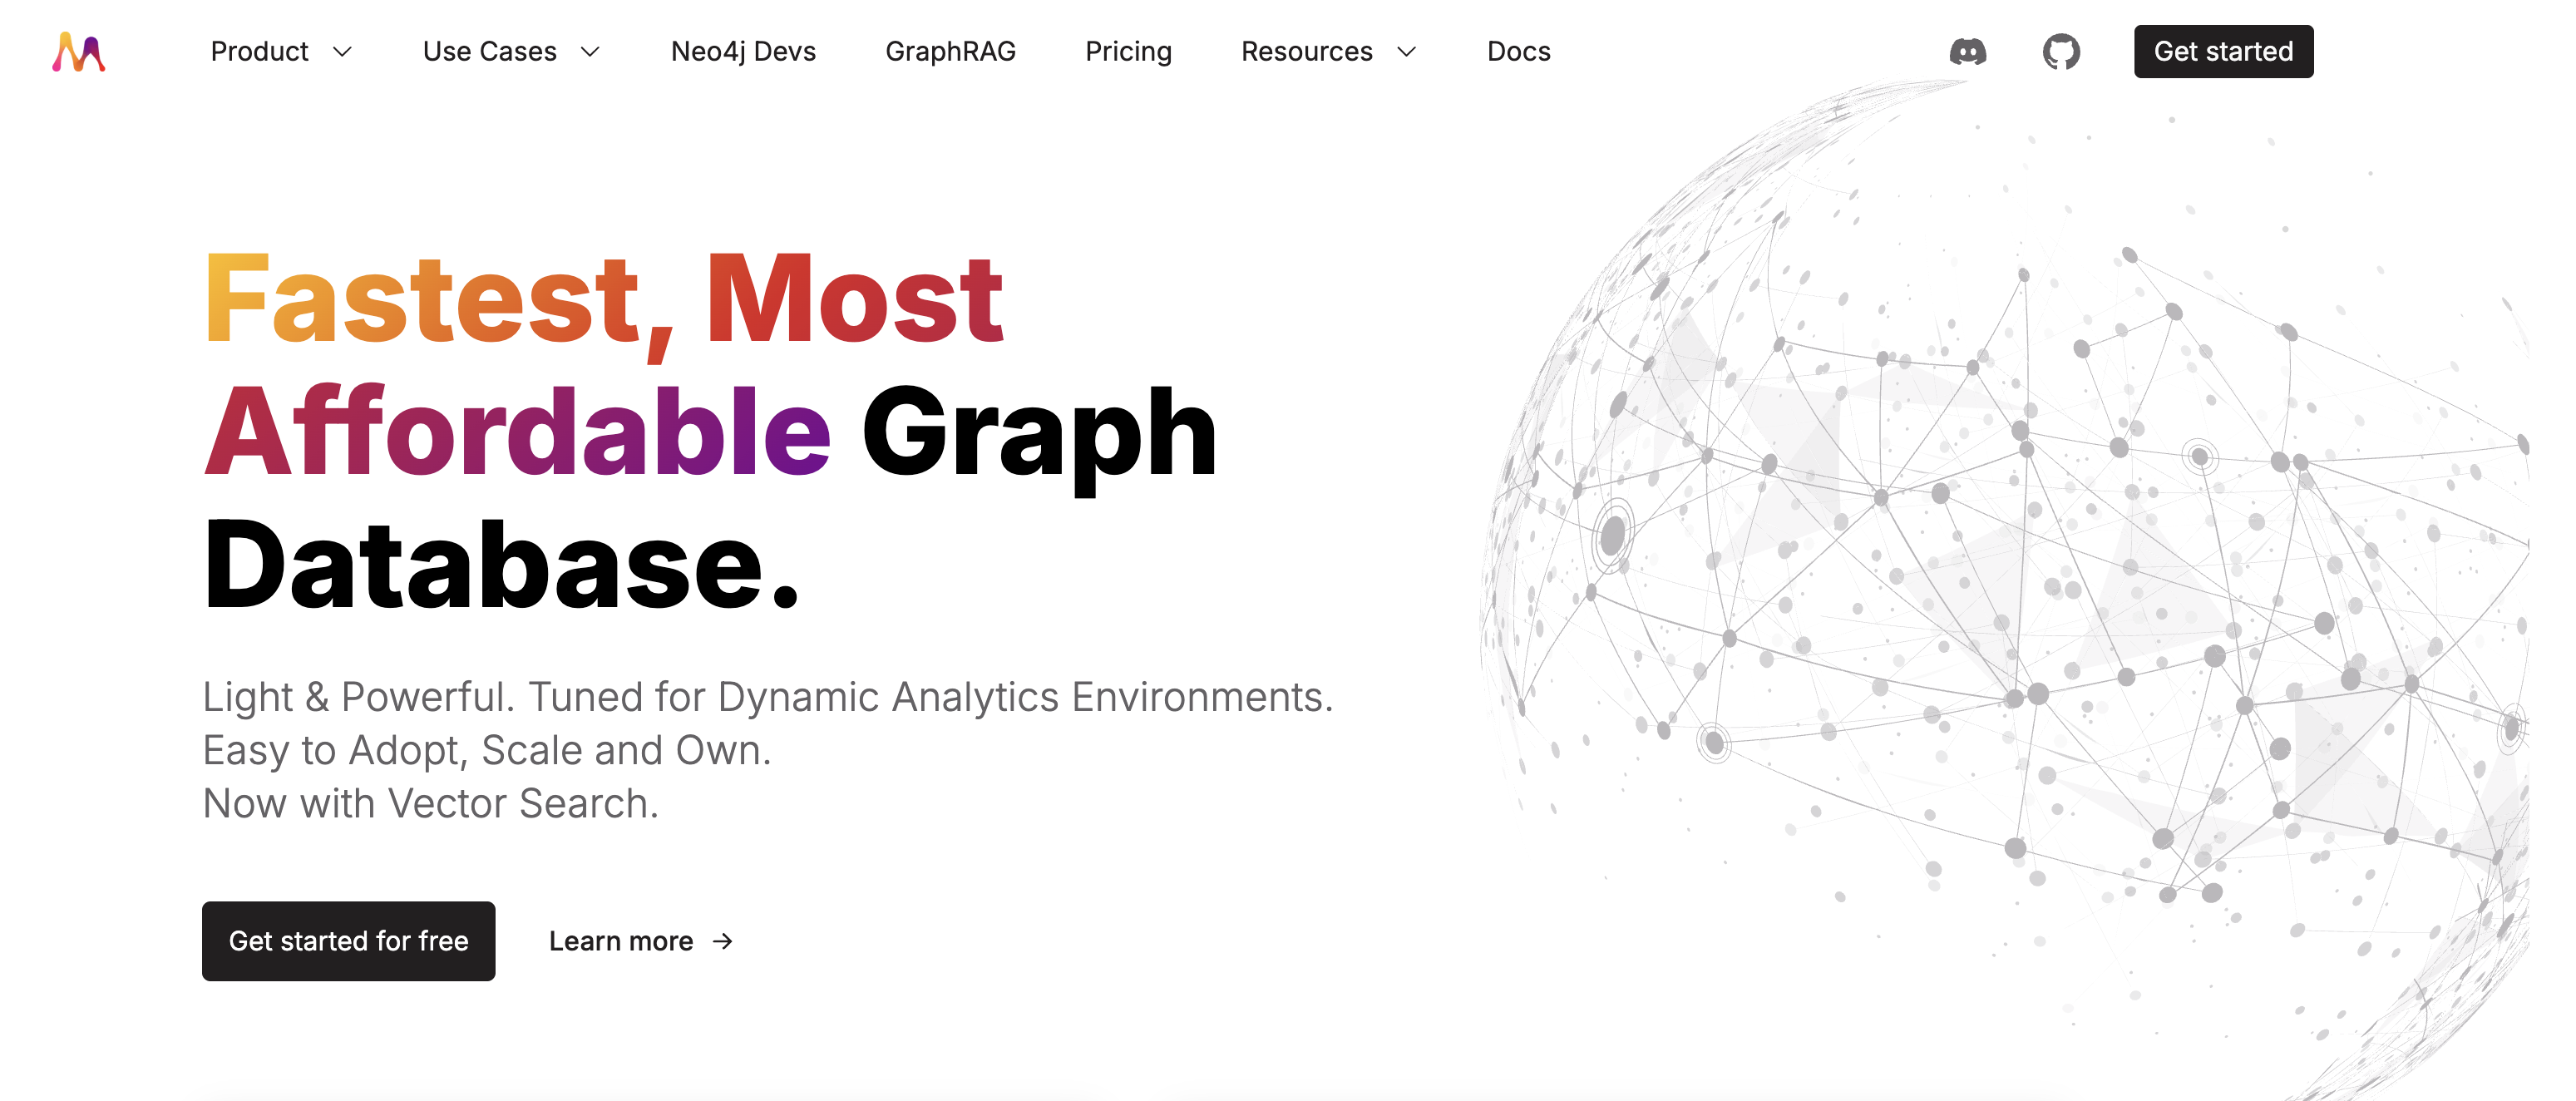 Product Use Cases Neo4j Devs GraphRAG Pricing Resources Docs Get started
Fastest, Most
Affordable Graph
Database.
Light & Powerful. Tuned for Dynamic Analytics Environments.
Easy to Adopt, Scale and Own.
Now with Vector Search.
Get started for free Learn more →